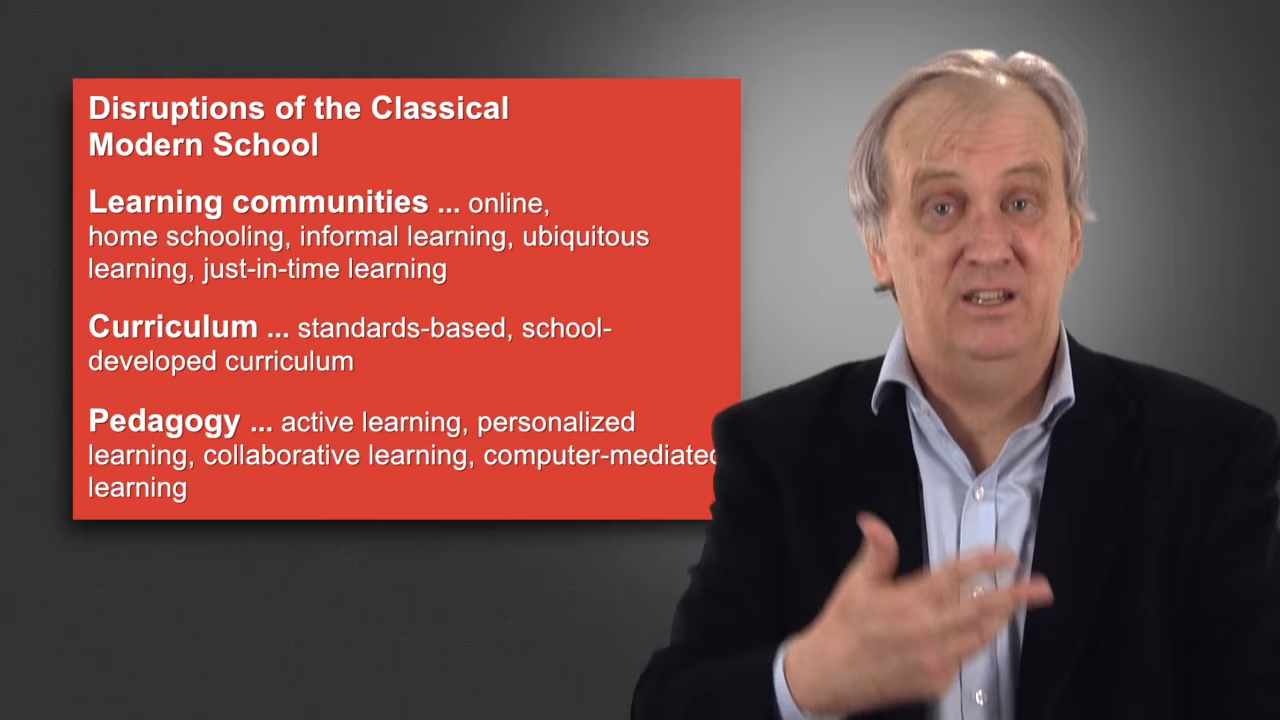 Disruptions of the Classical
Modern School
Learning communities ... online,
home schooling, informal learning, ubiquitous
learning, just-in-time learning
Curriculum ... standards-based, school-
developed curriculum
Pedagogy ... active learning, personalized
learning, collaborative learning, computer-mediated
learning